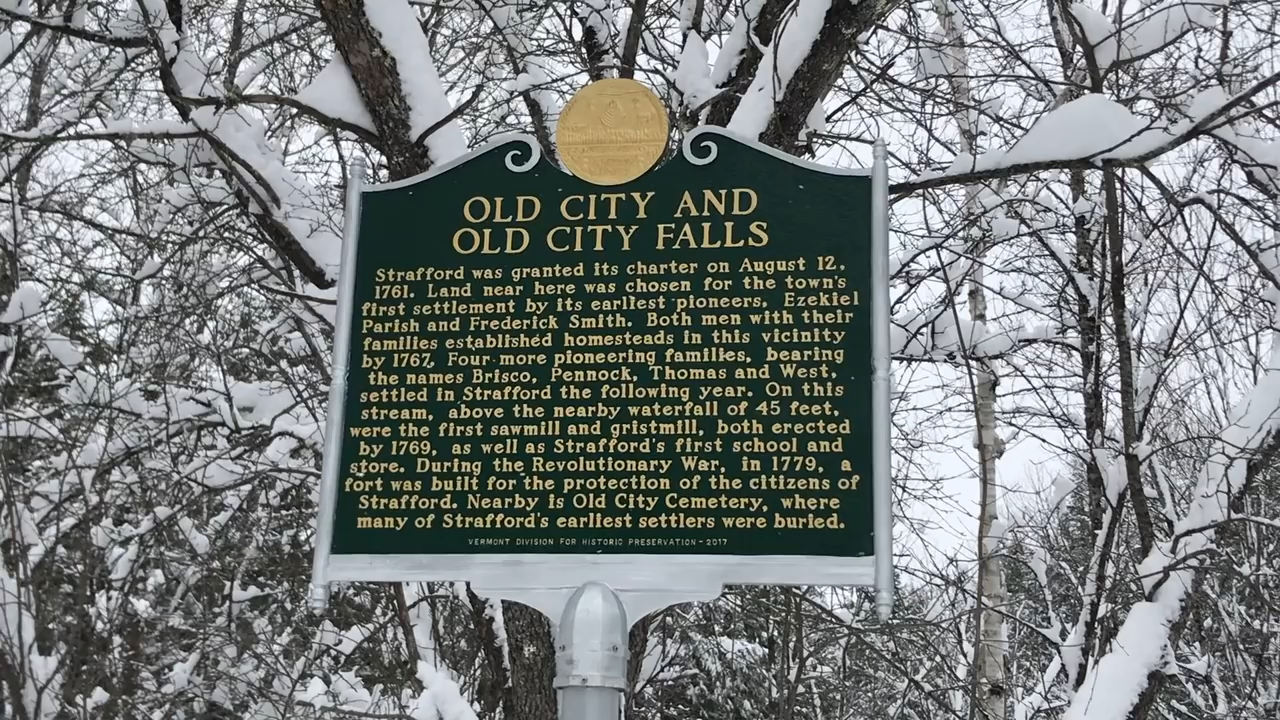 OLD CITY AND
OLD CITY FALLS
Strafford was granted its charter on August 12,
1761. Land near here was chosen for the town's
first settlement by its earliest pioneers, Ezekiel
Parish and Frederick Smith. Both men with their
families established homesteads in this vicinity
by 1767. Four more pioneering families, bearing
the names Brisco, Pennock, Thomas and West,
settled in Strafford the following year. On this
stream, above the nearby waterfall of 45 feet,
were the first sawmill and gristmill, both erected
by 1769, as well as Strafford's first school and
store. During the Revolutionary War, in 1779, a
fort was built for the protection of the citizens of
Strafford. Nearby is Old City Cemetery, where
many of Strafford's earliest settlers were buried.
VERMONT DIVISION FOR HISTORIC PRESERVATION - 2017